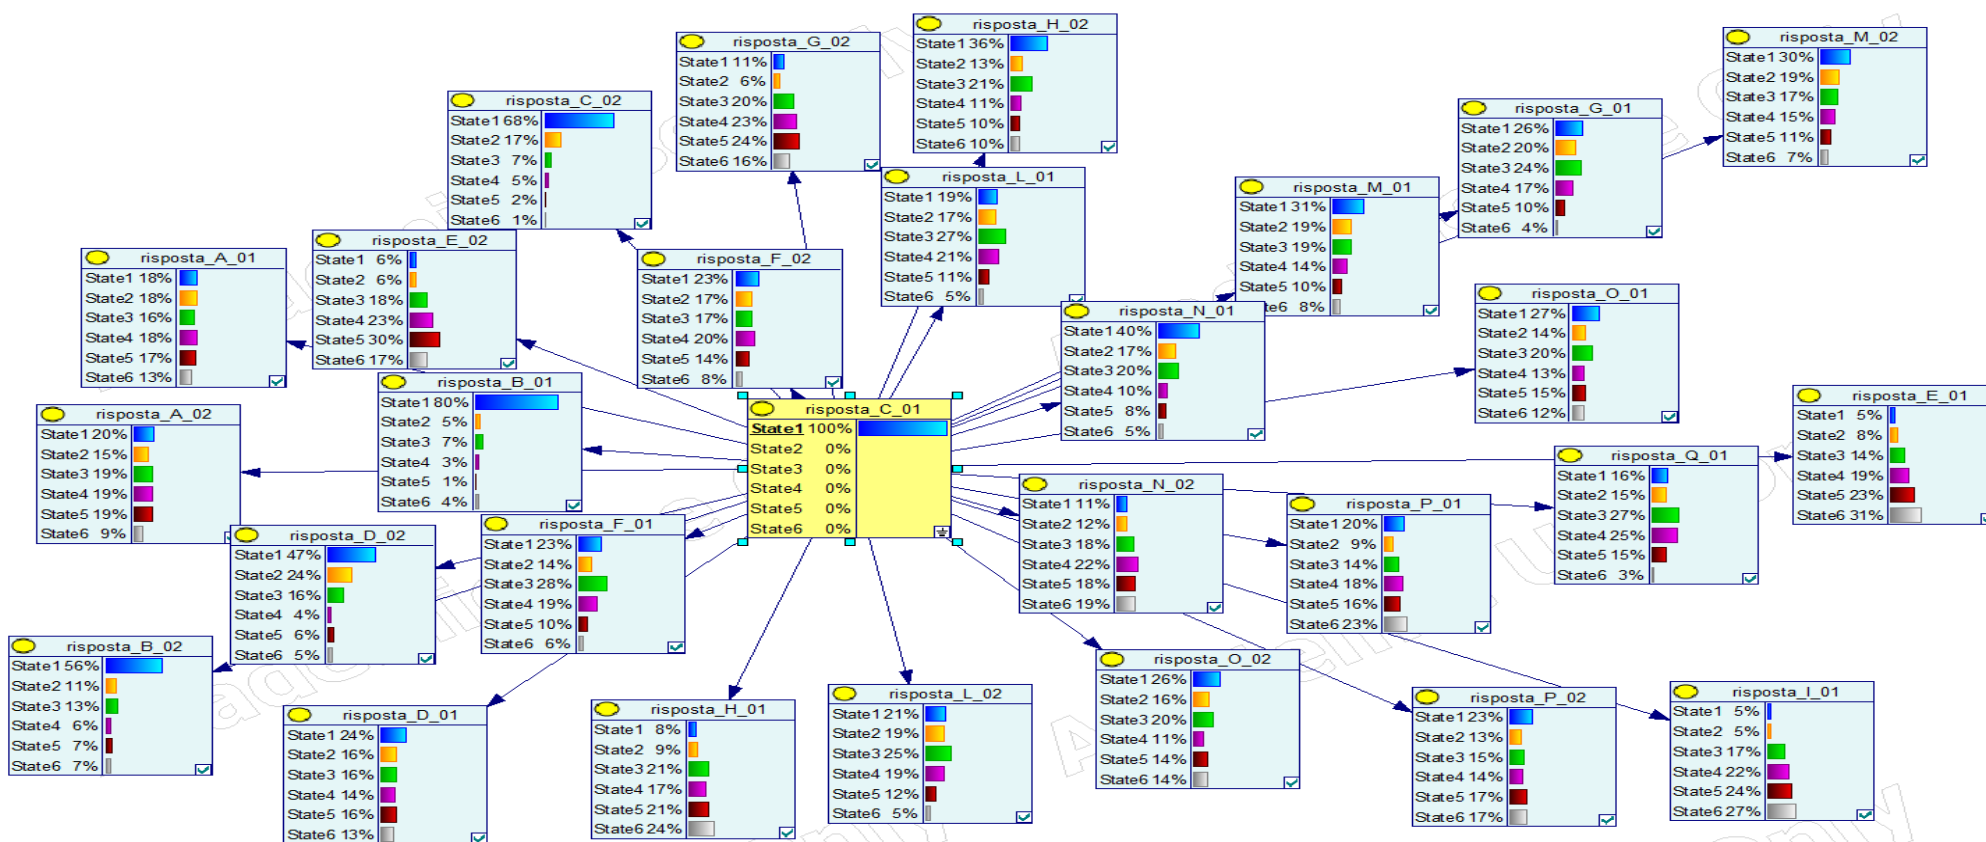 risposta_H_02
State1 36%
State2 13%
State3 21%
State4 11%
State5 10%
State6 10%
risposta_M_02
State1 30%
State2 19%
State3 17%
State4 15%
State5 11%
State6 7%
risposta_G_02
State1 11%
State2 6%
State3 20%
State4 23%
State5 24%
State6 16%
risposta_C_02
State1 68%
State2 17%
State3 7%
State4 5%
State5 2%
State6 1%
risposta_G_01
State1 26%
State2 20%
State3 24%
State4 17%
State5 10%
State6 4%
risposta_L_01
State1 19%
State2 17%
State3 27%
State4 21%
State5 11%
State6 5%
risposta_M_01
State1 31%
State2 19%
State3 19%
State4 14%
State5 10%
e6 8%
risposta_E_02
State1 6%
State2 6%
State3 18%
State4 23%
State5 30%
State6 17%
risposta_A_01
State1 18%
State2 18%
State3 16%
State4 18%
State5 17%
State6 13%
risposta_F_02
State1 23%
State2 17%
State3 17%
State4 20%
State5 14%
State6 8%
risposta_O_01
State1 27%
State2 14%
State3 20%
State4 13%
State5 15%
State6 12%
risposta_N_01
State1 40%
State2 17%
State3 20%
State4 10%
State5 8%
State6 5%
risposta_B_01
State1 80%
State2 5%
State3 7%
State4 3%
State5 1%
State6 4%
risposta_E_01
State1 5%
State2 8%
State3 14%
State4 19%
State5 23%
State6 31%
risposta_C_01
State1 100%
State2 0%
State3 0%
State4 0%
State5 0%
State6 0%
risposta_A_02
State1 20%
State2 15%
State3 19%
State4 19%
State5 19%
State6 9%
risposta_Q_01
State1 16%
State2 15%
State3 27%
State4 25%
State5 15%
State6 3%
risposta_N_02
State1 11%
State2 12%
State3 18%
State4 22%
State5 18%
State6 19%
risposta_P_01
State1 20%
State2 9%
State3 14%
State4 18%
State5 16%
State6 23%
risposta_F_01
State1 23%
State2 14%
State3 28%
State4 19%
State5 10%
State6 6%
risposta_D_02
State1 47%
State2 24%
State3 16%
State4 4%
State5 6%
State6 5%
risposta_B_02
State1 56%
State2 11%
State3 13%
State4 6%
State5 7%
State6 7%
risposta_O_02
State1 26%
State2 16%
State3 20%
State4 11%
State5 14%
State6 14%
risposta_L_02
State1 21%
State2 19%
State3 25%
State4 19%
State5 12%
State6 5%
risposta_P_02
State1 23%
State2 13%
State3 15%
State4 14%
State5 17%
State6 17%
risposta_I_01
State1 5%
State2 5%
State3 17%
State4 22%
State5 24%
State6 27%
risposta_H_01
State1 8%
State2 9%
State3 21%
State4 17%
State5 21%
State6 24%
risposta_D_01
State1 24%
State2 16%
State3 16%
State4 14%
State5 16%
State6 13%